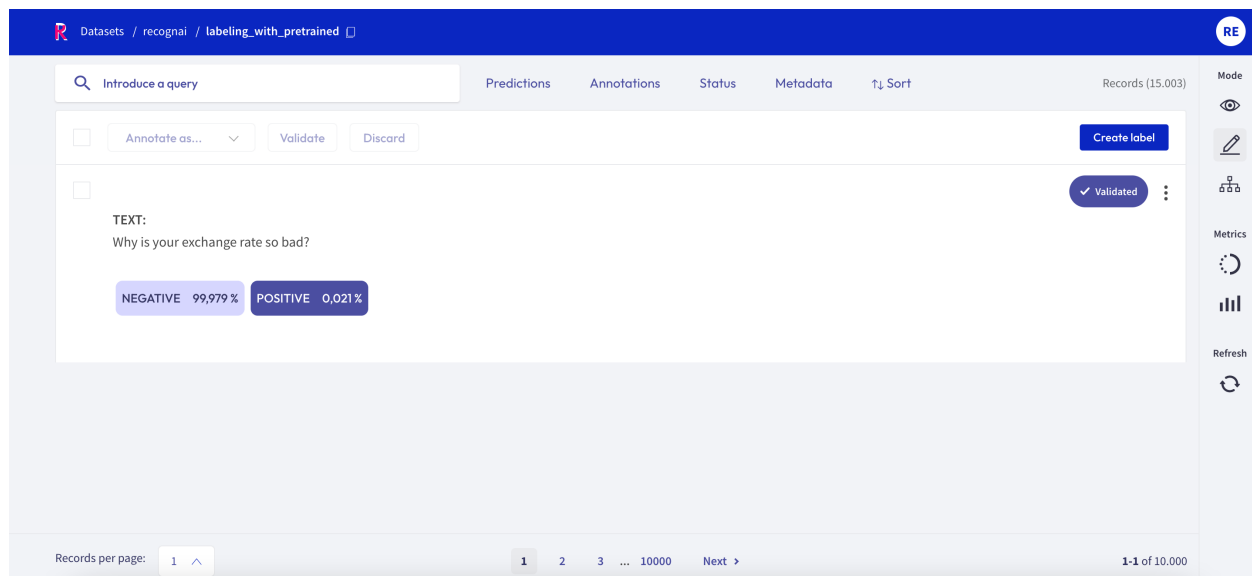 Datasets / recognai / labeling_with_pretrained
RE
Introduce a query
Predictions
Annotations
Status
Metadata
↑↓ Sort
Records (15.003)
Mode
Annotate as...
Validate
Discard
Create label
✓ Validated
TEXT:
Why is your exchange rate so bad?
NEGATIVE 99,979 %
POSITIVE 0,021 %
Metrics
Refresh
Records per page: 1
1 2 3 ... 10000 Next >
1-1 of 10.000